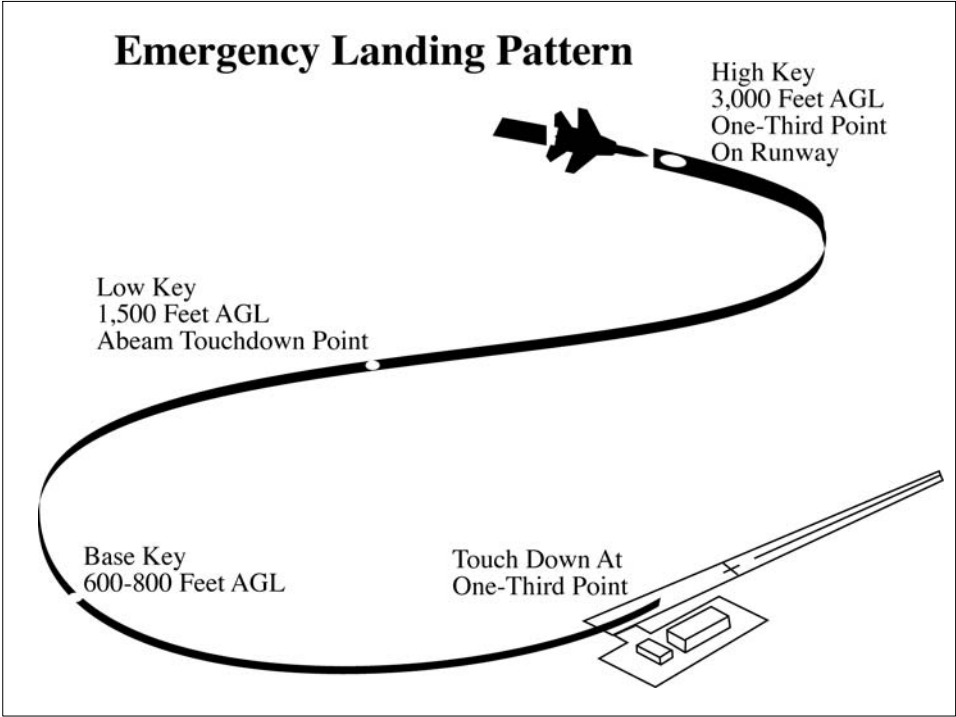 Emergency Landing Pattern
High Key
3,000 Feet AGL
One-Third Point
On Runway
Low Key
1,500 Feet AGL
Abeam Touchdown Point
Base Key
600-800 Feet AGL
Touch Down At
One-Third Point